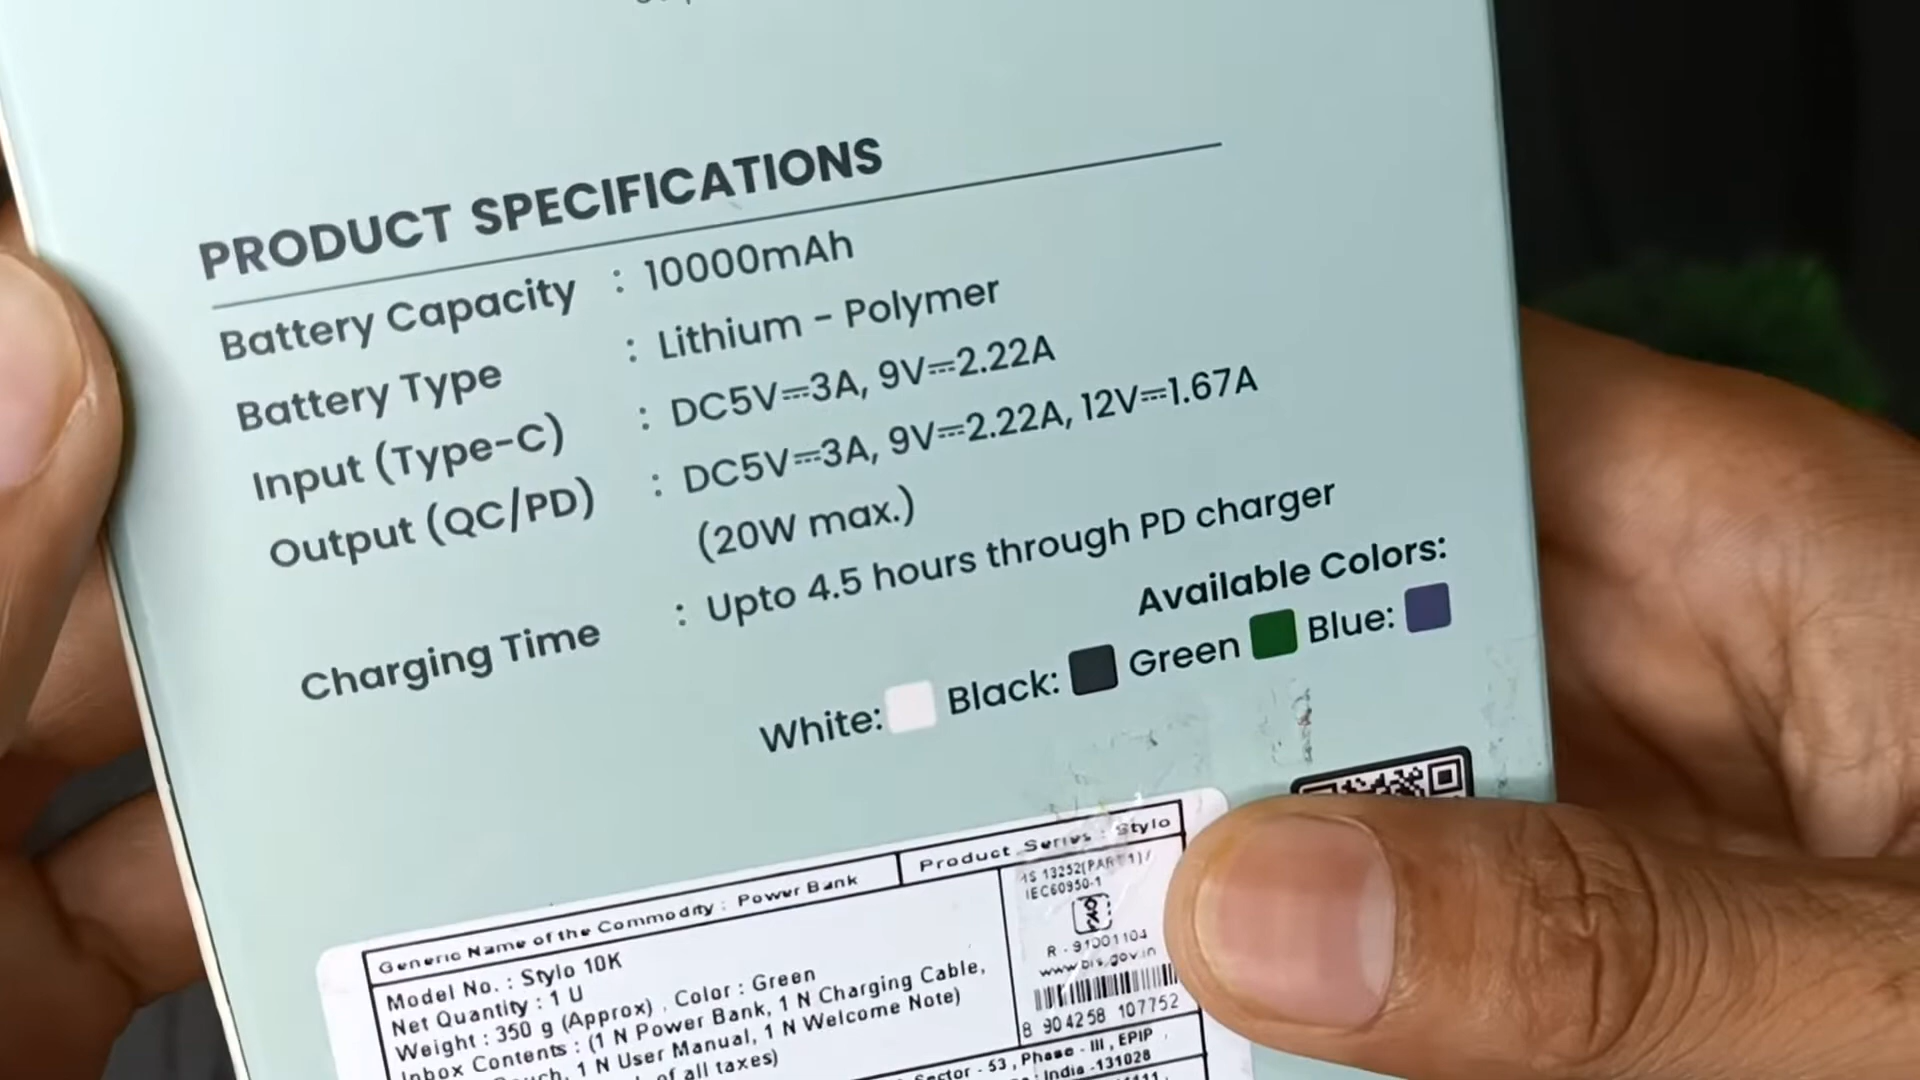 PRODUCT SPECIFICATIONS
Battery Capacity : 10000mAh
Battery Type : Lithium - Polymer
Input (Type-C) : DC5V⎓3A, 9V⎓2.22A
Output (QC/PD) : DC5V⎓3A, 9V⎓2.22A, 12V⎓1.67A
(20W max.)
Charging Time : Upto 4.5 hours through PD charger
Available Colors:
White: Black: Green Blue:
Generic Name of the Commodity : Power Bank
Product Series : Stylo
Model No. : Stylo 10K
Net Quantity : 1 U
Weight : 350 g (Approx) , Color : Green
Inbox Contents : (1 N Power Bank, 1 N Charging Cable,
1 N User Manual, 1 N Welcome Note)
of all taxes)
IS 13252(PART 1)/
IEC60950-1
R - 91001104
www.bis.gov.in
8 904258 107752
Sector - 53, Phase - III, EPIP
India -131028